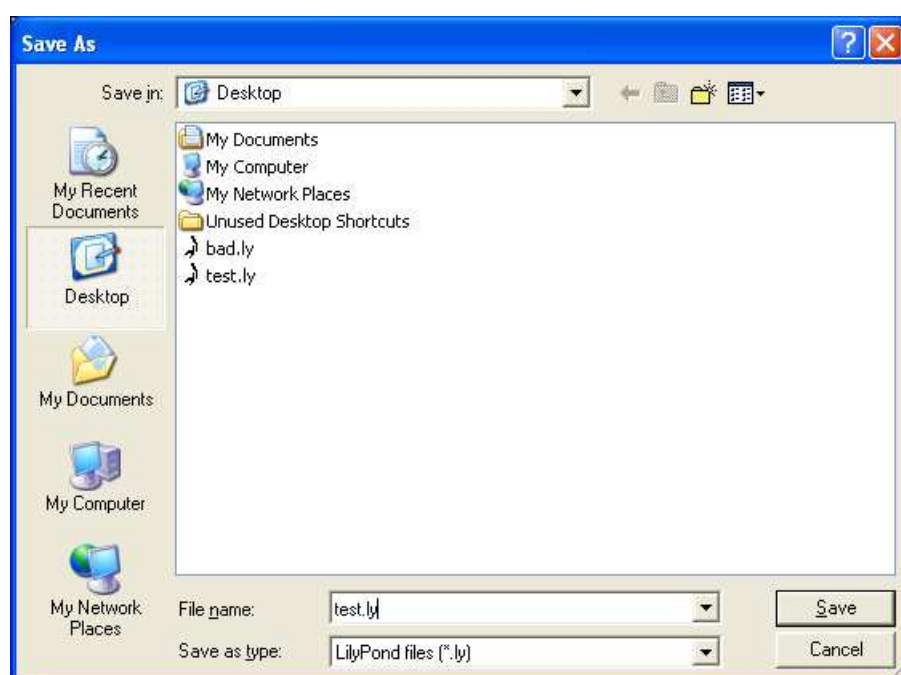 Save As
Save in:
Desktop
My Recent
Documents
Desktop
My Documents
My Computer
My Network
Places
My Documents
My Computer
My Network Places
Unused Desktop Shortcuts
bad.ly
test.ly
File name:
test.ly
Save
Save as type:
LilyPond files (*.ly)
Cancel